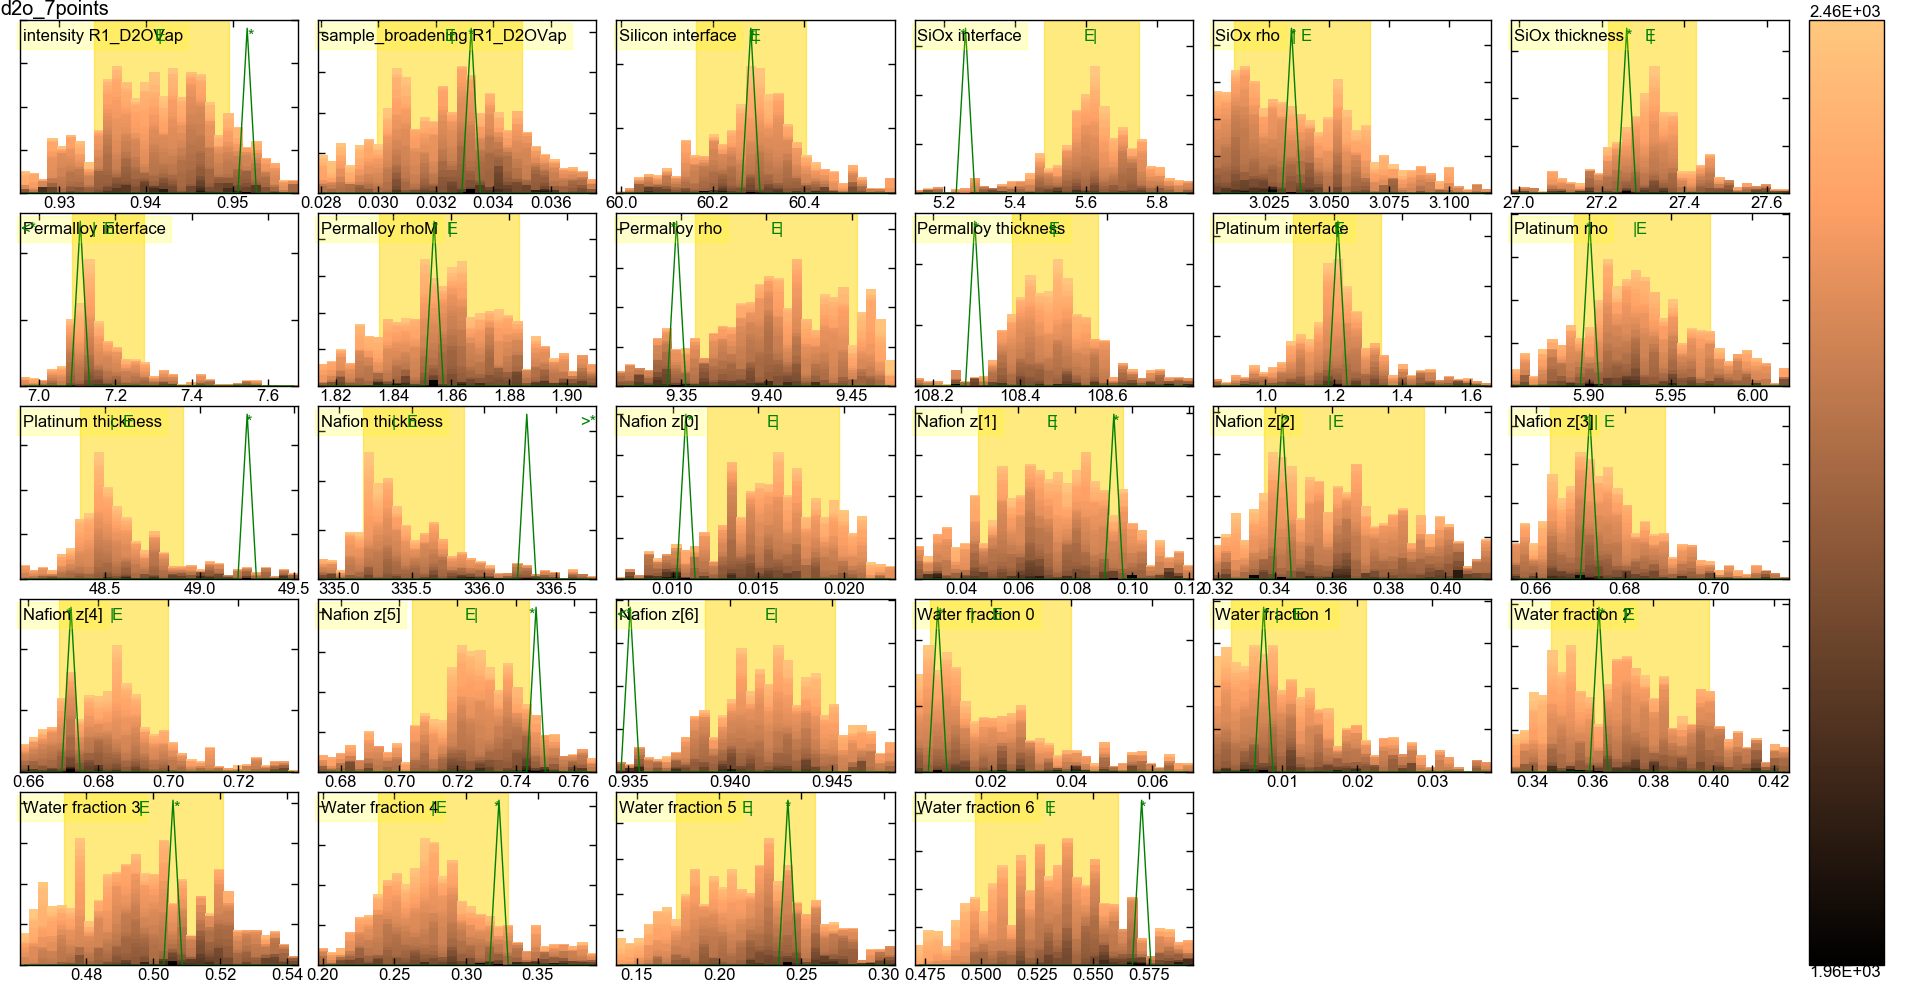 d2o_7points
2.46E+03
intensity R1_D2OVap
sample_broadening R1_D2OVap
Silicon interface
SiOx interface
SiOx rho
SiOx thickness
0.93 0.94 0.95
0.028 0.030 0.032 0.034 0.036
60.0 60.2 60.4
5.2 5.4 5.6 5.8
3.025 3.050 3.075 3.100
27.0 27.2 27.4 27.6
Permalloy interface
Permalloy rhoM
Permalloy rho
Permalloy thickness
Platinum interface
Platinum rho
7.0 7.2 7.4 7.6
1.82 1.84 1.86 1.88 1.90
9.35 9.40 9.45
108.2 108.4 108.6
1.0 1.2 1.4 1.6
5.90 5.95 6.00
Platinum thickness
Nafion thickness
Nafion z[0]
Nafion z[1]
Nafion z[2]
Nafion z[3]
48.5 49.0 49.5
335.0 335.5 336.0 336.5
0.010 0.015 0.020
0.04 0.06 0.08 0.10 0.12
0.32 0.34 0.36 0.38 0.40
0.66 0.68 0.70
Nafion z[4]
Nafion z[5]
Nafion z[6]
Water fraction 0
Water fraction 1
Water fraction 2
0.66 0.68 0.70 0.72
0.68 0.70 0.72 0.74 0.76
0.935 0.940 0.945
0.02 0.04 0.06
0.01 0.02 0.03
0.34 0.36 0.38 0.40 0.42
Water fraction 3
Water fraction 4
Water fraction 5
Water fraction 6
0.48 0.50 0.52 0.54
0.20 0.25 0.30 0.35
0.15 0.20 0.25 0.30
0.475 0.500 0.525 0.550 0.575
1.96E+03